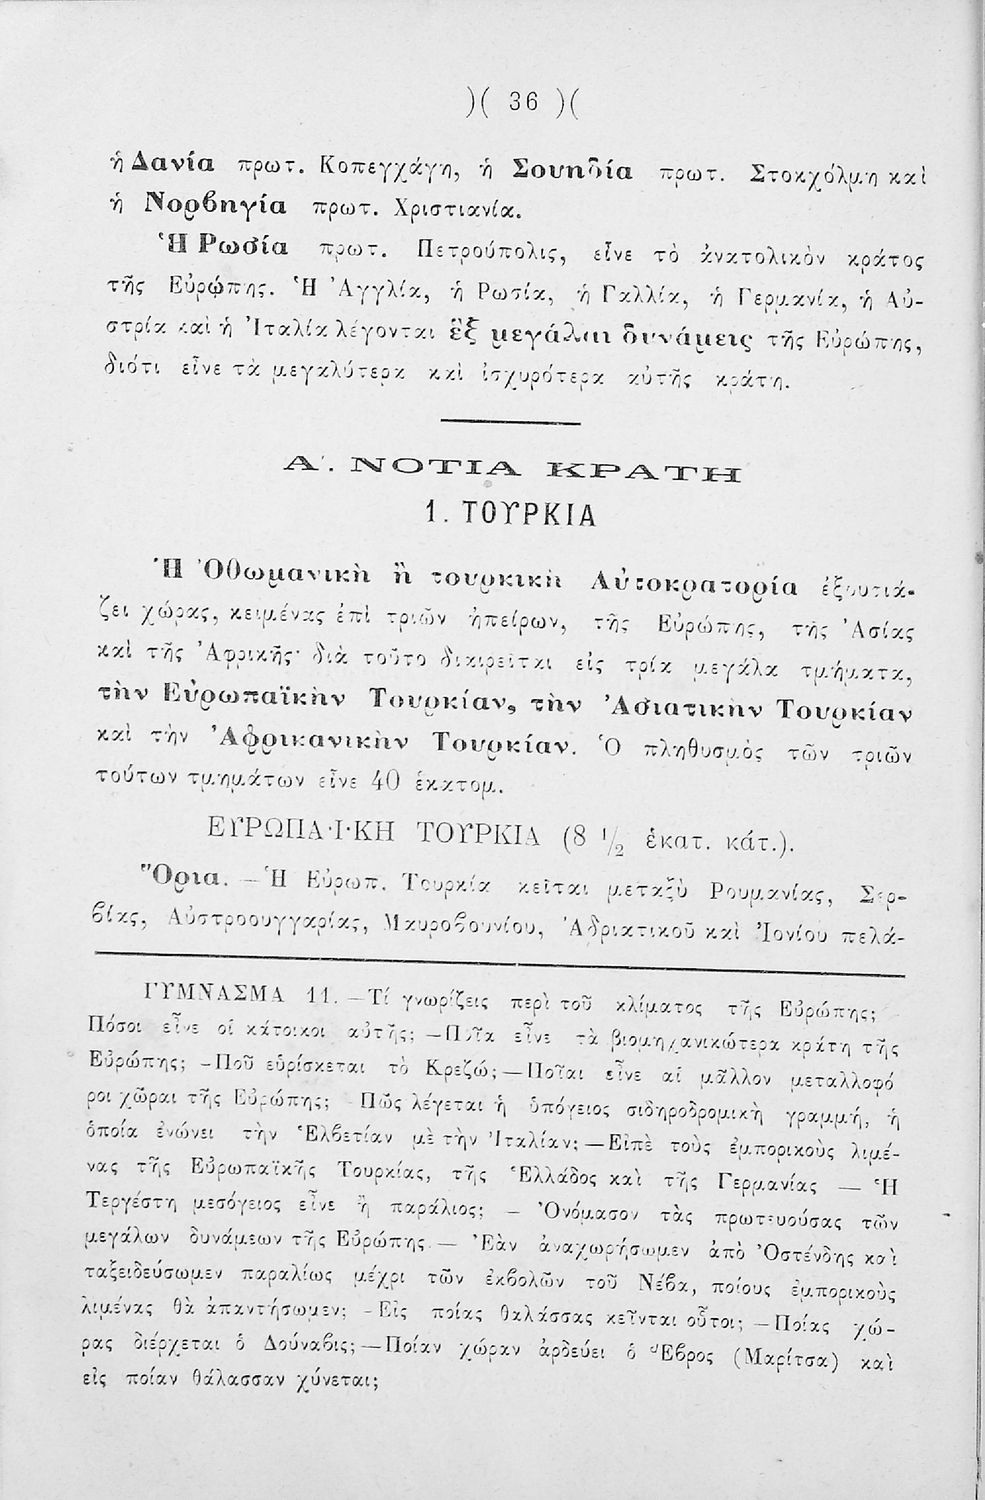 )( 36 )(
ἡ Δανία πρωτ. Κοπεγχάγη, ἡ Σουηδία πρωτ. Στοκχόλμη καὶ
ἡ Νορβηγία πρωτ. Χριστιανία.
Ἡ Ρωσία πρωτ. Πετρούπολις, εἶνε τὸ ἀνατολικὸν κράτος
τῆς Εὐρώπης. Ἡ Ἀγγλία, ἡ Ρωσία, ἡ Γαλλία, ἡ Γερμανία, ἡ Αὐ-
στρία καὶ ἡ Ἰταλία λέγονται ἓξ μεγάλαι δυνάμεις τῆς Εὐρώπης,
διότι εἶνε τὰ μεγαλύτερα καὶ ἰσχυρότερα αὐτῆς κράτη.
Α΄. ΝΟΤΙΑ ΚΡΑΤΗ
1. ΤΟΥΡΚΙΑ
Ἡ Ὀθωμανικὴ ἢ τουρκικὴ Αὐτοκρατορία ἐξουσιά-
ζει χώρας, κειμένας ἐπὶ τριῶν ἠπείρων, τῆς Εὐρώπης, τῆς Ἀσίας
καὶ τῆς Ἀφρικῆς· διὰ τοῦτο διαιρεῖται εἰς τρία μεγάλα τμήματα,
τὴν Εὐρωπαϊκὴν Τουρκίαν, τὴν Ἀσιατικὴν Τουρκίαν
καὶ τὴν Ἀφρικανικὴν Τουρκίαν. Ὁ πληθυσμὸς τῶν τριῶν
τούτων τμημάτων εἶνε 40 ἑκατομ.
ΕΥΡΩΠΑ·Ι·ΚΗ ΤΟΥΡΚΙΑ (8 1/2 ἑκατ. κάτ.).
Ὅρια. — Ἡ Εὐρωπ. Τουρκία κεῖται μεταξὺ Ρουμανίας, Σερ-
βίας, Αὐστροουγγαρίας, Μαυροβουνίου, Ἀδριατικοῦ καὶ Ἰονίου πελά-
ΓΥΜΝΑΣΜΑ 11. — Τί γνωρίζεις περὶ τοῦ κλίματος τῆς Εὐρώπης;
Πόσοι εἶνε οἱ κάτοικοι αὐτῆς; — Ποῖα εἶνε τὰ βιομηχανικώτερα κράτη τῆς
Εὐρώπης; - Ποῦ εὑρίσκεται τὸ Κρεζώ; — Ποῖαι εἶνε αἱ μᾶλλον μεταλλοφό
ροι χῶραι τῆς Εὐρώπης; Πῶς λέγεται ἡ ὑπόγειος σιδηροδρομικὴ γραμμή, ἡ
ὁποία ἑνώνει τὴν Ἑλβετίαν μὲ τὴν Ἰταλίαν; — Εἰπὲ τοὺς ἐμπορικοὺς λιμέ-
νας τῆς Εὐρωπαϊκῆς Τουρκίας, τῆς Ἑλλάδος καὶ τῆς Γερμανίας — Ἡ
Τεργέστη μεσόγειος εἶνε ἢ παράλιος; — Ὀνόμασον τὰς πρωτευούσας τῶν
μεγάλων δυνάμεων τῆς Εὐρώπης. — Ἐὰν ἀναχωρήσωμεν ἀπὸ Ὀστένδης καὶ
ταξειδεύσωμεν παραλίως μέχρι τῶν ἐκβολῶν τοῦ Νέβα, ποίους ἐμπορικοὺς
λιμένας θὰ ἀπαντήσωμεν; - Εἰς ποίας θαλάσσας κεῖνται οὗτοι; — Ποίας χώ-
ρας διέρχεται ὁ Δούναβις; — Ποίαν χώραν ἀρδεύει ὁ Ἕβρος (Μαρίτσα) καὶ
εἰς ποίαν θάλασσαν χύνεται;